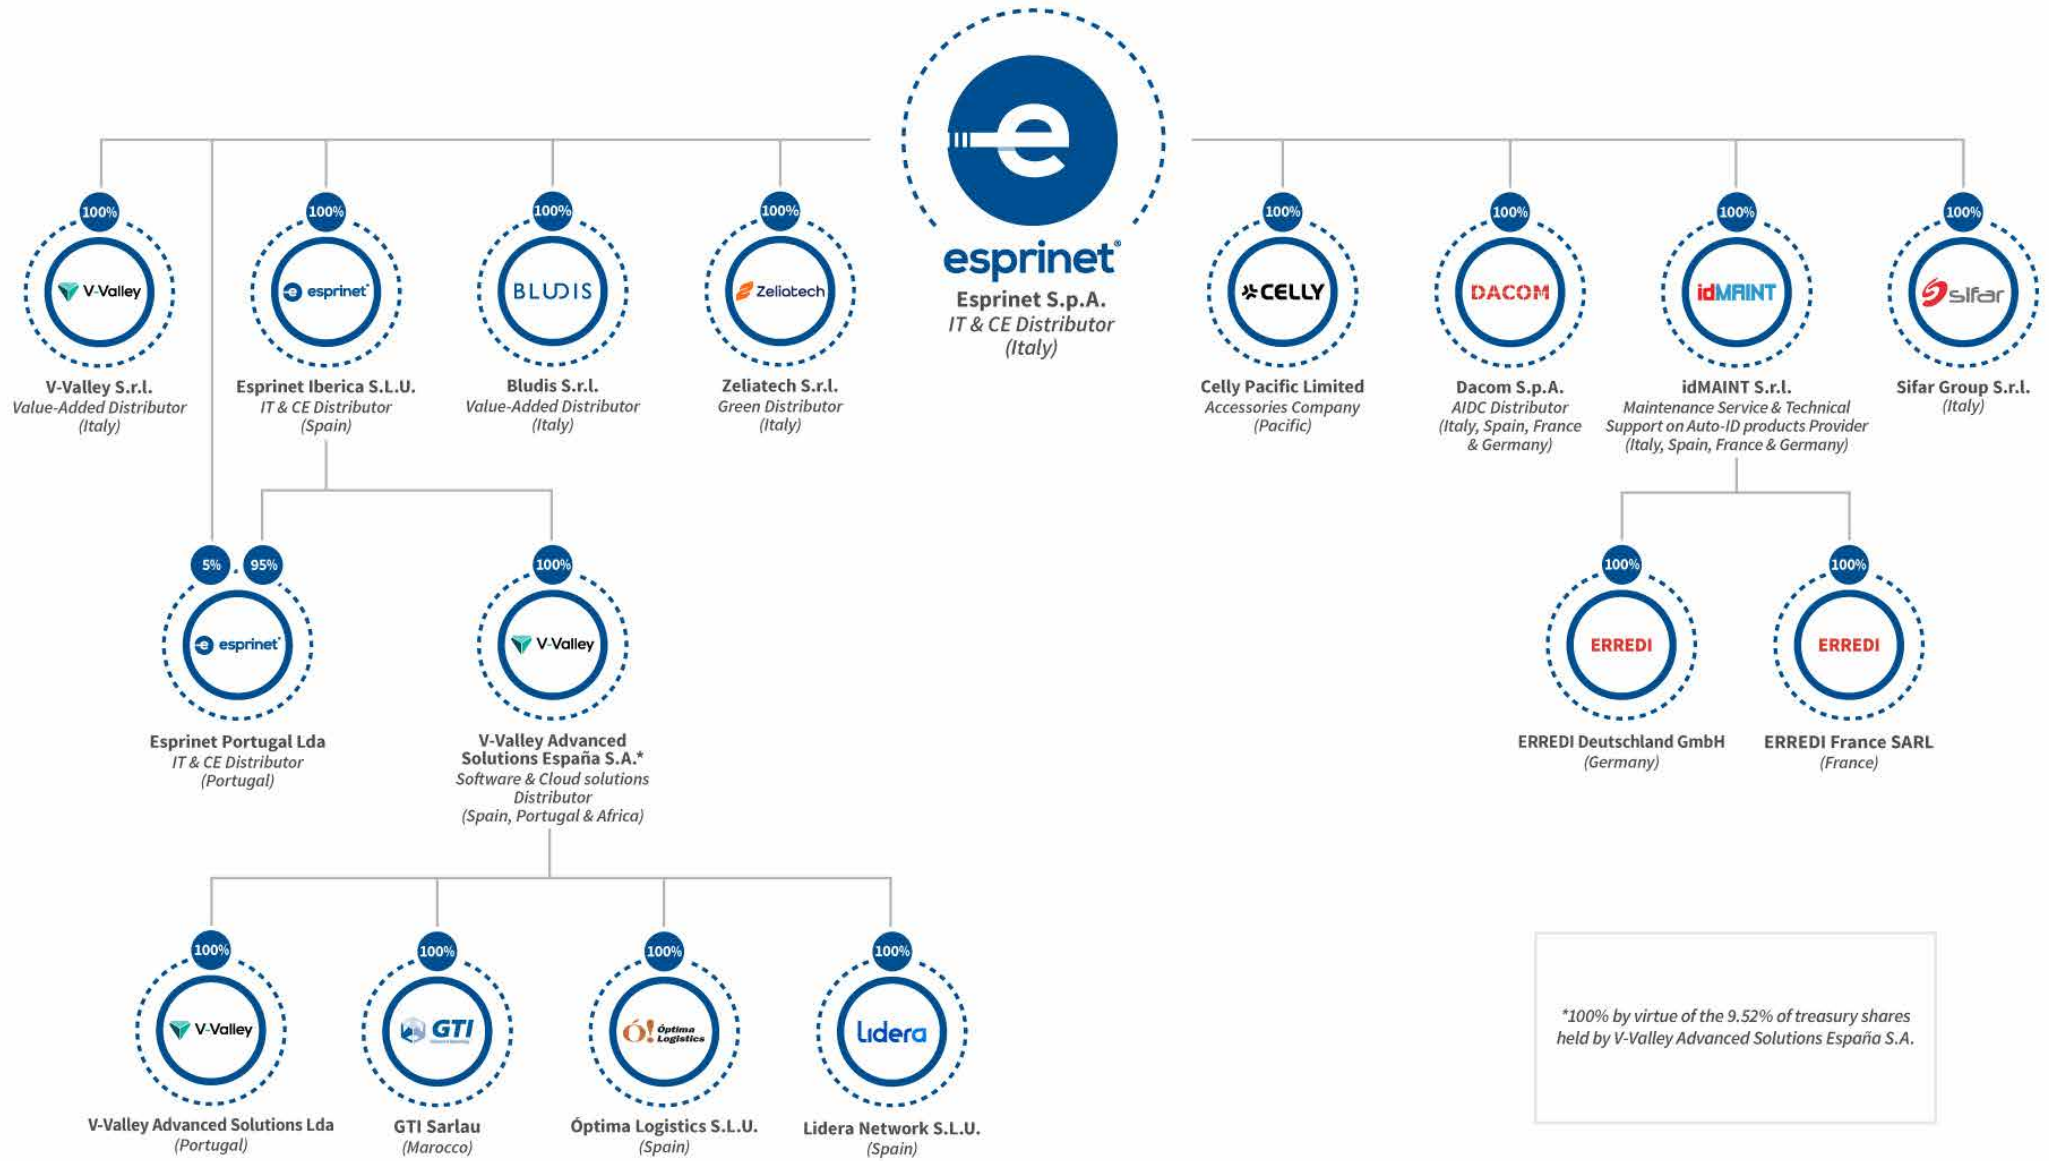 e
esprinet®
Esprinet S.p.A.
IT & CE Distributor
(Italy)
100%
V-Valley
V-Valley S.r.l.
Value-Added Distributor
(Italy)
100%
esprinet®
Esprinet Iberica S.L.U.
IT & CE Distributor
(Spain)
100%
BLUDIS
Bludis S.r.l.
Value-Added Distributor
(Italy)
100%
Zeliatech
Zeliatech S.r.l.
Green Distributor
(Italy)
100%
CELLY
Celly Pacific Limited
Accessories Company
(Pacific)
100%
DACOM
Dacom S.p.A.
AIDC Distributor
(Italy, Spain, France
& Germany)
100%
idMAINT
idMAINT S.r.l.
Maintenance Service & Technical
Support on Auto-ID products Provider
(Italy, Spain, France & Germany)
100%
sifar
Sifar Group S.r.l.
(Italy)
5%
95%
esprinet®
Esprinet Portugal Lda
IT & CE Distributor
(Portugal)
100%
V-Valley
V-Valley Advanced
Solutions España S.A.*
Software & Cloud solutions
Distributor
(Spain, Portugal & Africa)
100%
ERREDI
ERREDI Deutschland GmbH
(Germany)
100%
ERREDI
ERREDI France SARL
(France)
100%
V-Valley
V-Valley Advanced Solutions Lda
(Portugal)
100%
GTI
GTI Sarlau
(Marocco)
100%
Ó! Óptima
Logistics
Óptima Logistics S.L.U.
(Spain)
100%
Lidera
Lidera Network S.L.U.
(Spain)
*100% by virtue of the 9.52% of treasury shares
held by V-Valley Advanced Solutions España S.A.